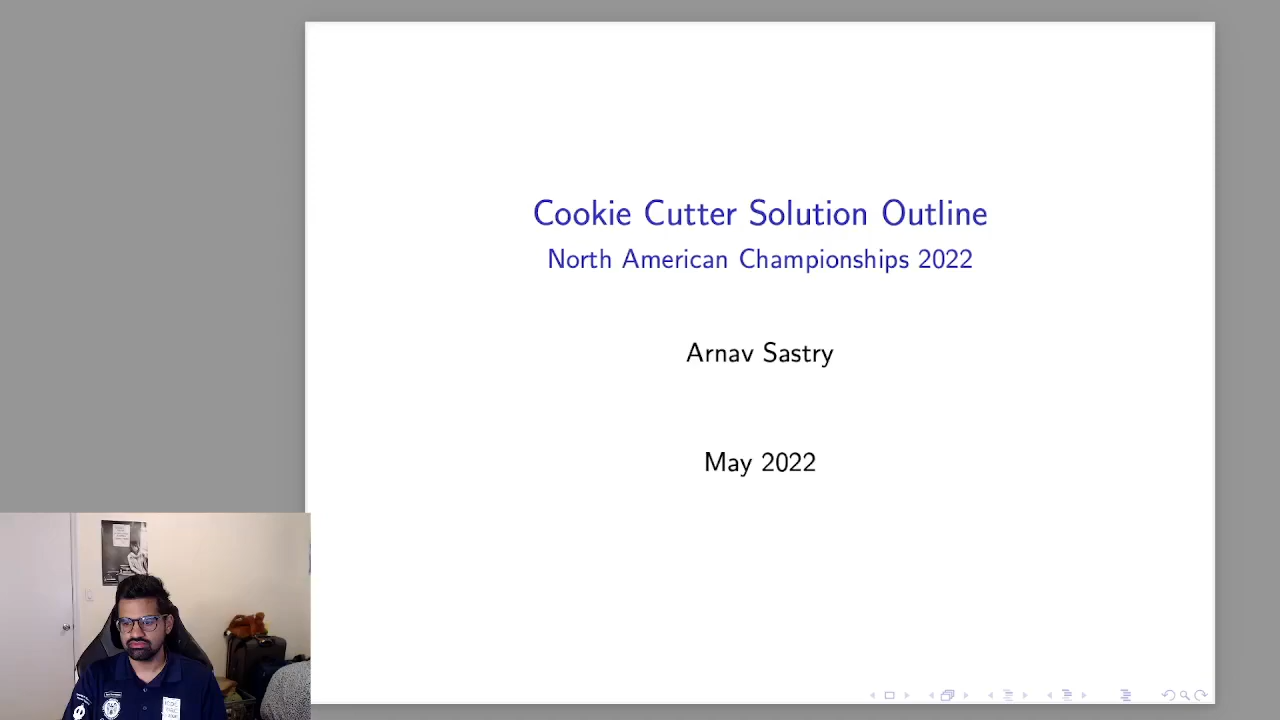 Cookie Cutter Solution Outline
North American Championships 2022
Arnav Sastry
May 2022